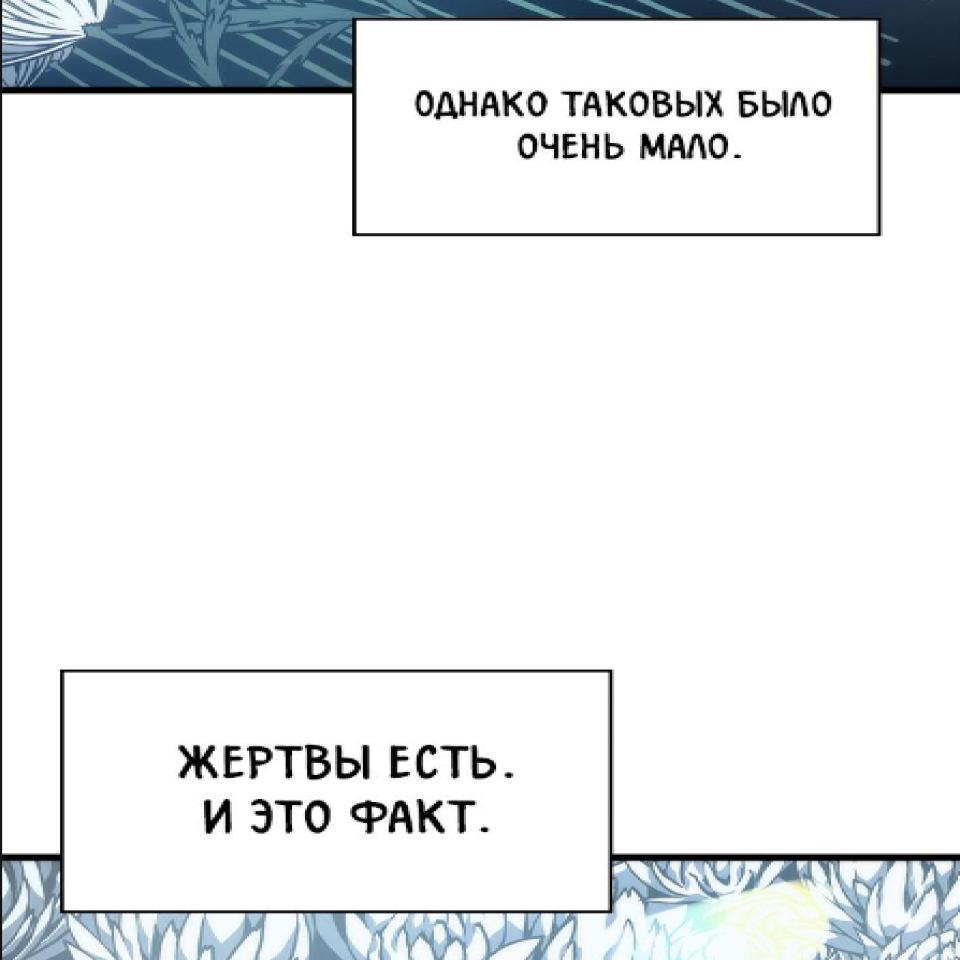 ОДНАКО ТАКОВЫХ БЫЛО
ОЧЕНЬ МАЛО.
ЖЕРТВЫ ЕСТЬ.
И ЭТО ФАКТ.